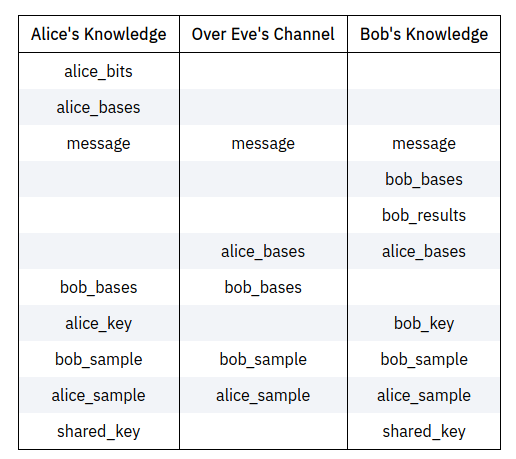 Alice's Knowledge Over Eve's Channel Bob's Knowledge
alice_bits
alice_bases
message message message
bob_bases
bob_results
alice_bases alice_bases
bob_bases bob_bases
alice_key bob_key
bob_sample bob_sample bob_sample
alice_sample alice_sample alice_sample
shared_key shared_key